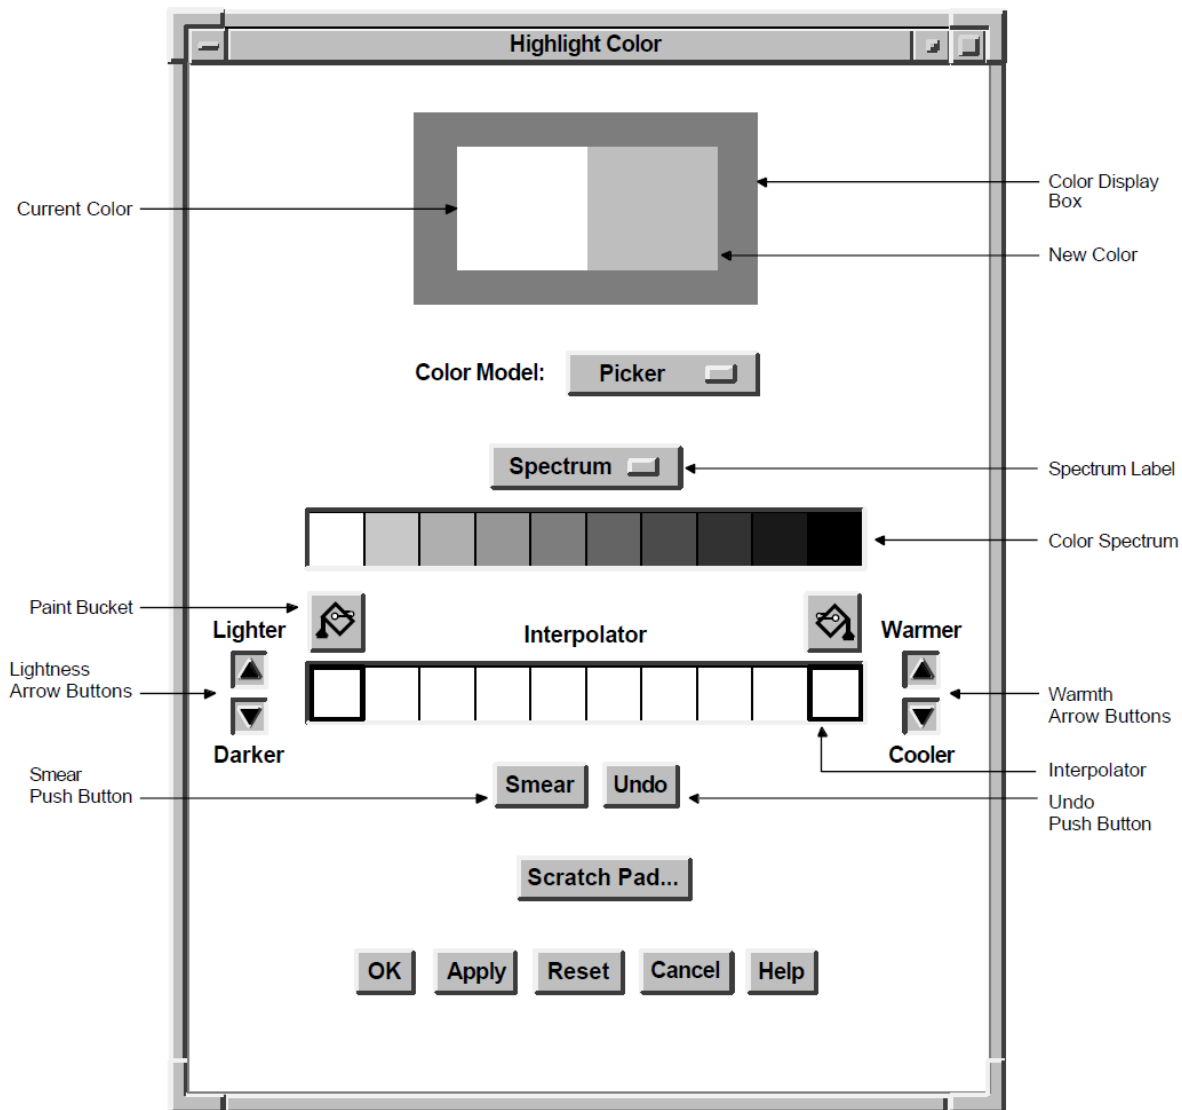 Highlight Color
Current Color
Color Display
Box
New Color
Color Model:
Picker
Spectrum
Spectrum Label
Color Spectrum
Paint Bucket
Lighter
Interpolator
Warmer
Lightness
Arrow Buttons
Warmth
Arrow Buttons
Darker
Cooler
Interpolator
Smear
Push Button
Smear
Undo
Undo
Push Button
Scratch Pad...
OK
Apply
Reset
Cancel
Help